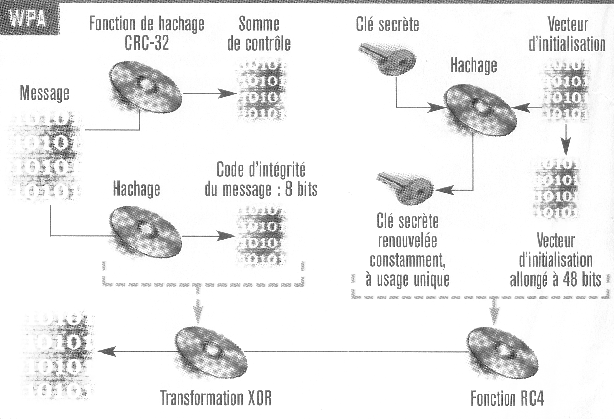 WPA
Fonction de hachage
CRC-32
Somme
de contrôle
Clé secrète
Vecteur
d'initialisation
Message
Hachage
Hachage
Code d'intégrité
du message : 8 bits
Clé secrète
renouvelée
constamment,
à usage unique
Vecteur
d'initialisation
allongé à 48 bits
Transformation XOR
Fonction RC4